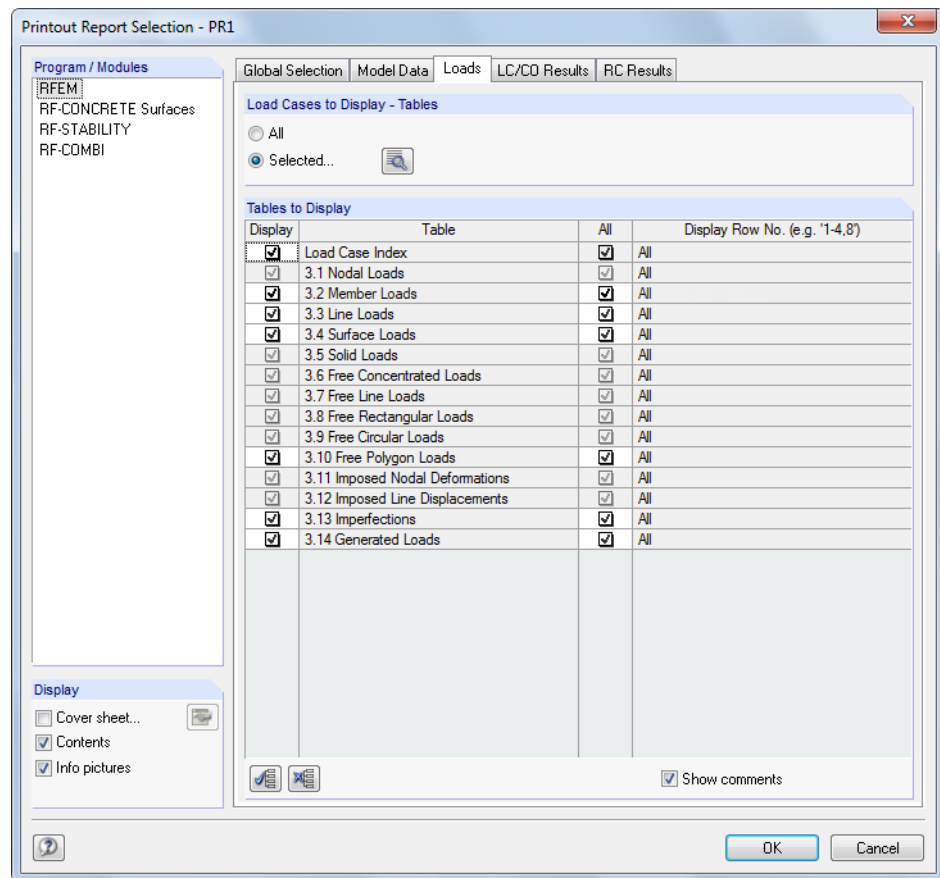 Printout Report Selection - PR1
Program / Modules
RFEM
RF-CONCRETE Surfaces
RF-STABILITY
RF-COMBI
Global Selection Model Data Loads LC/CO Results RC Results
Load Cases to Display - Tables
All
Selected...
Tables to Display
Display Table All Display Row No. (e.g. '1-4,8')
Load Case Index All
3.1 Nodal Loads All
3.2 Member Loads All
3.3 Line Loads All
3.4 Surface Loads All
3.5 Solid Loads All
3.6 Free Concentrated Loads All
3.7 Free Line Loads All
3.8 Free Rectangular Loads All
3.9 Free Circular Loads All
3.10 Free Polygon Loads All
3.11 Imposed Nodal Deformations All
3.12 Imposed Line Displacements All
3.13 Imperfections All
3.14 Generated Loads All
Display
Cover sheet...
Contents
Info pictures
Show comments
OK Cancel